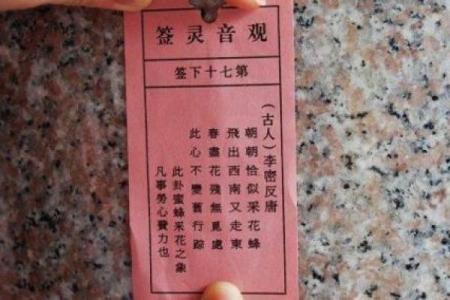 观音灵签
第七十下签
（古人）李密反唐
朝朝恰似采花蜂
飛出西南又走東
春盡花殘無覓處
此心不變舊行踪
此卦蜜蜂采花之象
凡事勞心費力也